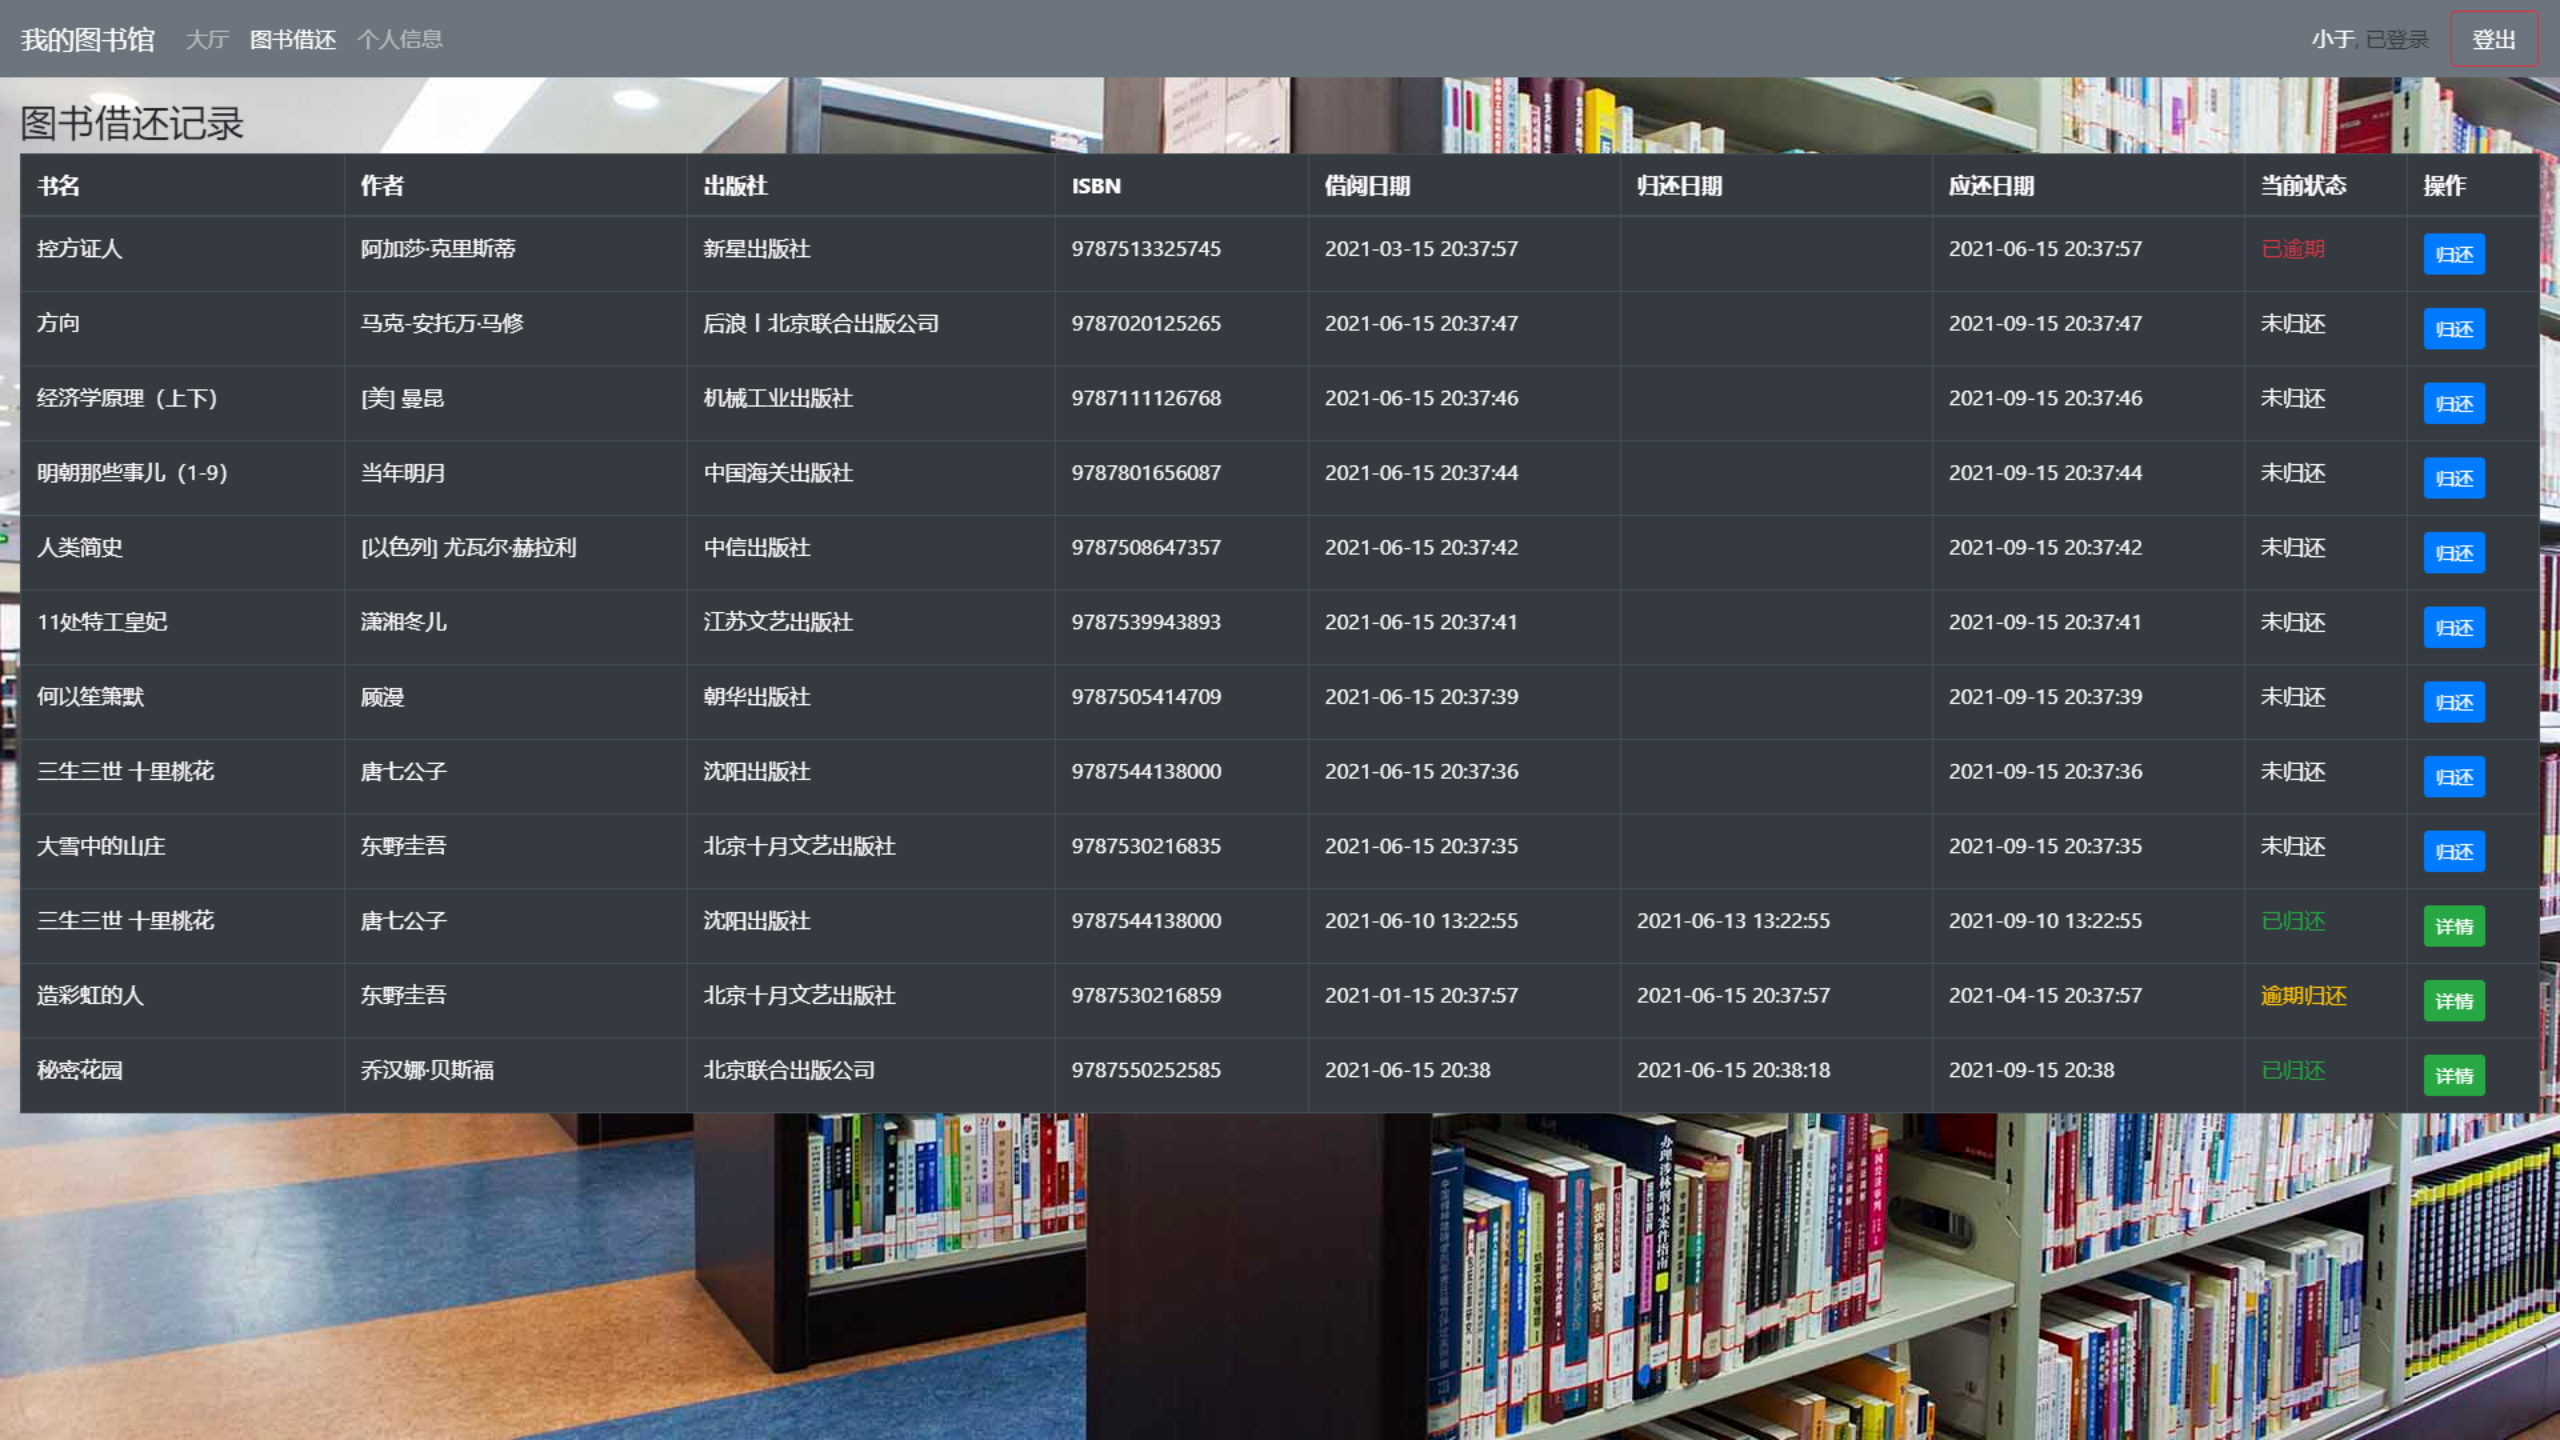 我的图书馆 大厅 图书借还 个人信息 小于, 已登录 登出
图书借还记录
书名 作者 出版社 ISBN 借阅日期 归还日期 应还日期 当前状态 操作
控方证人 阿加莎·克里斯蒂 新星出版社 9787513325745 2021-03-15 20:37:57 2021-06-15 20:37:57 已逾期 归还
方向 马克-安托万·马修 后浪丨北京联合出版公司 9787020125265 2021-06-15 20:37:47 2021-09-15 20:37:47 未归还 归还
经济学原理（上下） [美] 曼昆 机械工业出版社 9787111126768 2021-06-15 20:37:46 2021-09-15 20:37:46 未归还 归还
明朝那些事儿（1-9） 当年明月 中国海关出版社 9787801656087 2021-06-15 20:37:44 2021-09-15 20:37:44 未归还 归还
人类简史 [以色列] 尤瓦尔·赫拉利 中信出版社 9787508647357 2021-06-15 20:37:42 2021-09-15 20:37:42 未归还 归还
11处特工皇妃 潇湘冬儿 江苏文艺出版社 9787539943893 2021-06-15 20:37:41 2021-09-15 20:37:41 未归还 归还
何以笙箫默 顾漫 朝华出版社 9787505414709 2021-06-15 20:37:39 2021-09-15 20:37:39 未归还 归还
三生三世 十里桃花 唐七公子 沈阳出版社 9787544138000 2021-06-15 20:37:36 2021-09-15 20:37:36 未归还 归还
大雪中的山庄 东野圭吾 北京十月文艺出版社 9787530216835 2021-06-15 20:37:35 2021-09-15 20:37:35 未归还 归还
三生三世 十里桃花 唐七公子 沈阳出版社 9787544138000 2021-06-10 13:22:55 2021-06-13 13:22:55 2021-09-10 13:22:55 已归还 详情
造彩虹的人 东野圭吾 北京十月文艺出版社 9787530216859 2021-01-15 20:37:57 2021-06-15 20:37:57 2021-04-15 20:37:57 逾期归还 详情
秘密花园 乔汉娜·贝斯福 北京联合出版公司 9787550252585 2021-06-15 20:38 2021-06-15 20:38:18 2021-09-15 20:38 已归还 详情
办理涉林刑事案件指南